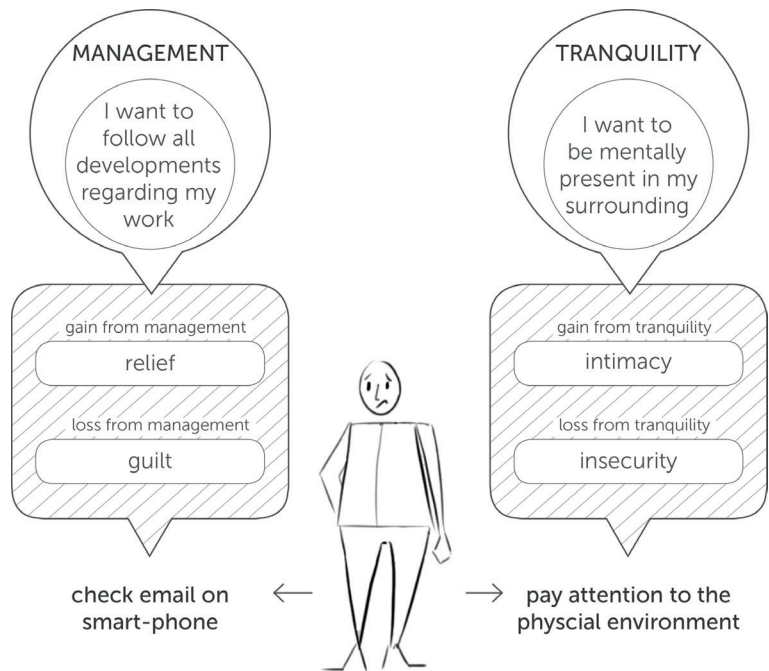 MANAGEMENT
I want to
follow all
developments
regarding my
work
gain from management
relief
loss from management
guilt
check email on
smart-phone
TRANQUILITY
I want to
be mentally
present in my
surrounding
gain from tranquility
intimacy
loss from tranquility
insecurity
pay attention to the
physcial environment